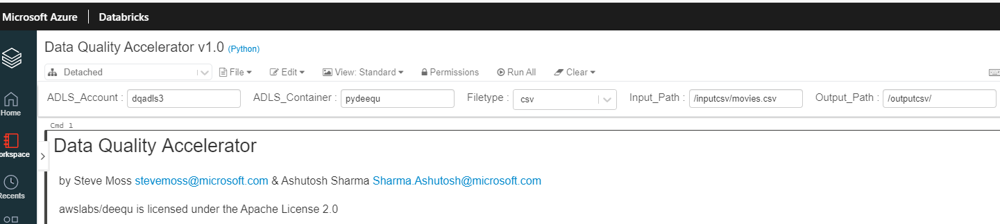 Microsoft Azure Databricks
Data Quality Accelerator v1.0 (Python)
Detached File Edit View: Standard Permissions Run All Clear
ADLS_Account : dqadls3 ADLS_Container : pydeequ Filetype : csv Input_Path : /inputcsv/movies.csv Output_Path : /outputcsv/
Home
Cmd 1
Data Quality Accelerator
orkspace
by Steve Moss stevemoss@microsoft.com & Ashutosh Sharma Sharma.Ashutosh@microsoft.com
Recents
awslabs/deequ is licensed under the Apache License 2.0